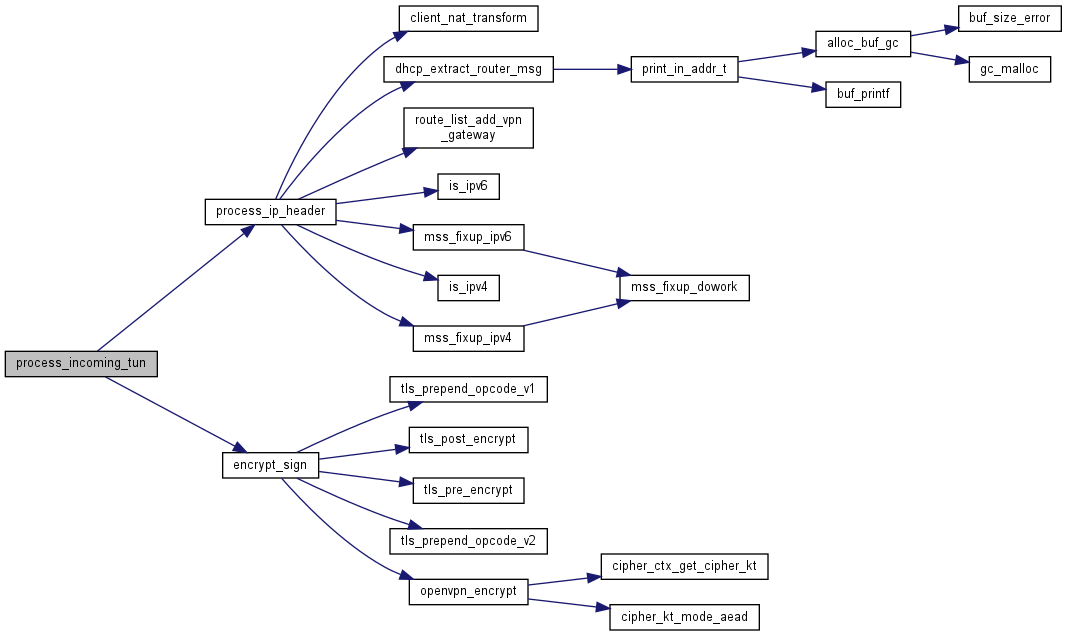 client_nat_transform
buf_size_error
alloc_buf_gc
dhcp_extract_router_msg
print_in_addr_t
gc_malloc
buf_printf
route_list_add_vpn
_gateway
is_ipv6
process_ip_header
mss_fixup_ipv6
is_ipv4
mss_fixup_dowork
mss_fixup_ipv4
process_incoming_tun
tls_prepend_opcode_v1
tls_post_encrypt
encrypt_sign
tls_pre_encrypt
tls_prepend_opcode_v2
cipher_ctx_get_cipher_kt
openvpn_encrypt
cipher_kt_mode_aead